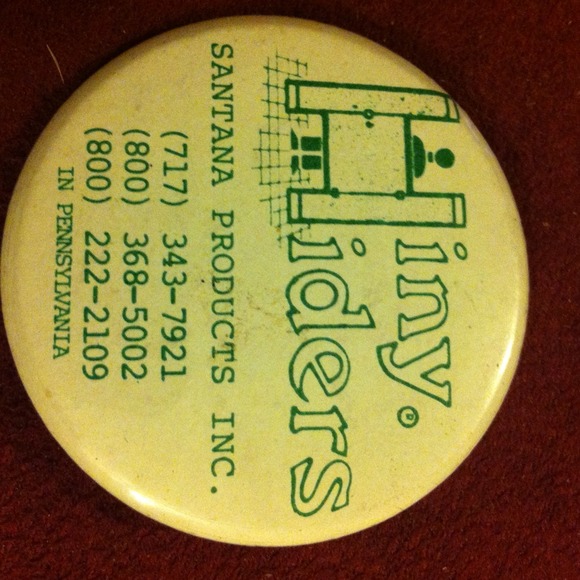 Hiny
Hiders®
SANTANA PRODUCTS INC.
(717) 343-7921
(800) 368-5002
(800) 222-2109
IN PENNSYLVANIA